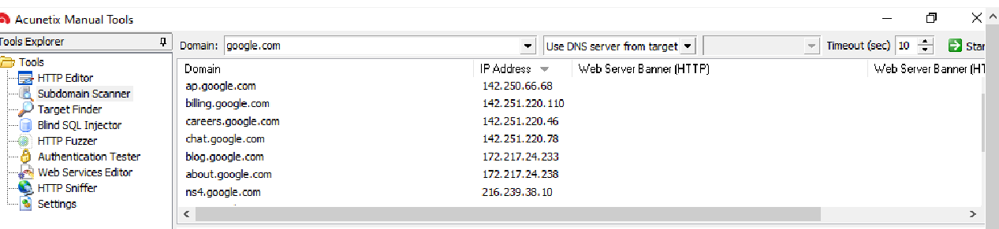 Acunetix Manual Tools
Tools Explorer
Domain: google.com Use DNS server from target Timeout (sec) 10 Star
Tools
HTTP Editor
Subdomain Scanner
Target Finder
Blind SQL Injector
HTTP Fuzzer
Authentication Tester
Web Services Editor
HTTP Sniffer
Settings
Domain IP Address Web Server Banner (HTTP) Web Server Banner (HT
ap.google.com 142.250.66.68
billing.google.com 142.251.220.110
careers.google.com 142.251.220.46
chat.google.com 142.251.220.78
blog.google.com 172.217.24.233
about.google.com 172.217.24.238
ns4.google.com 216.239.38.10